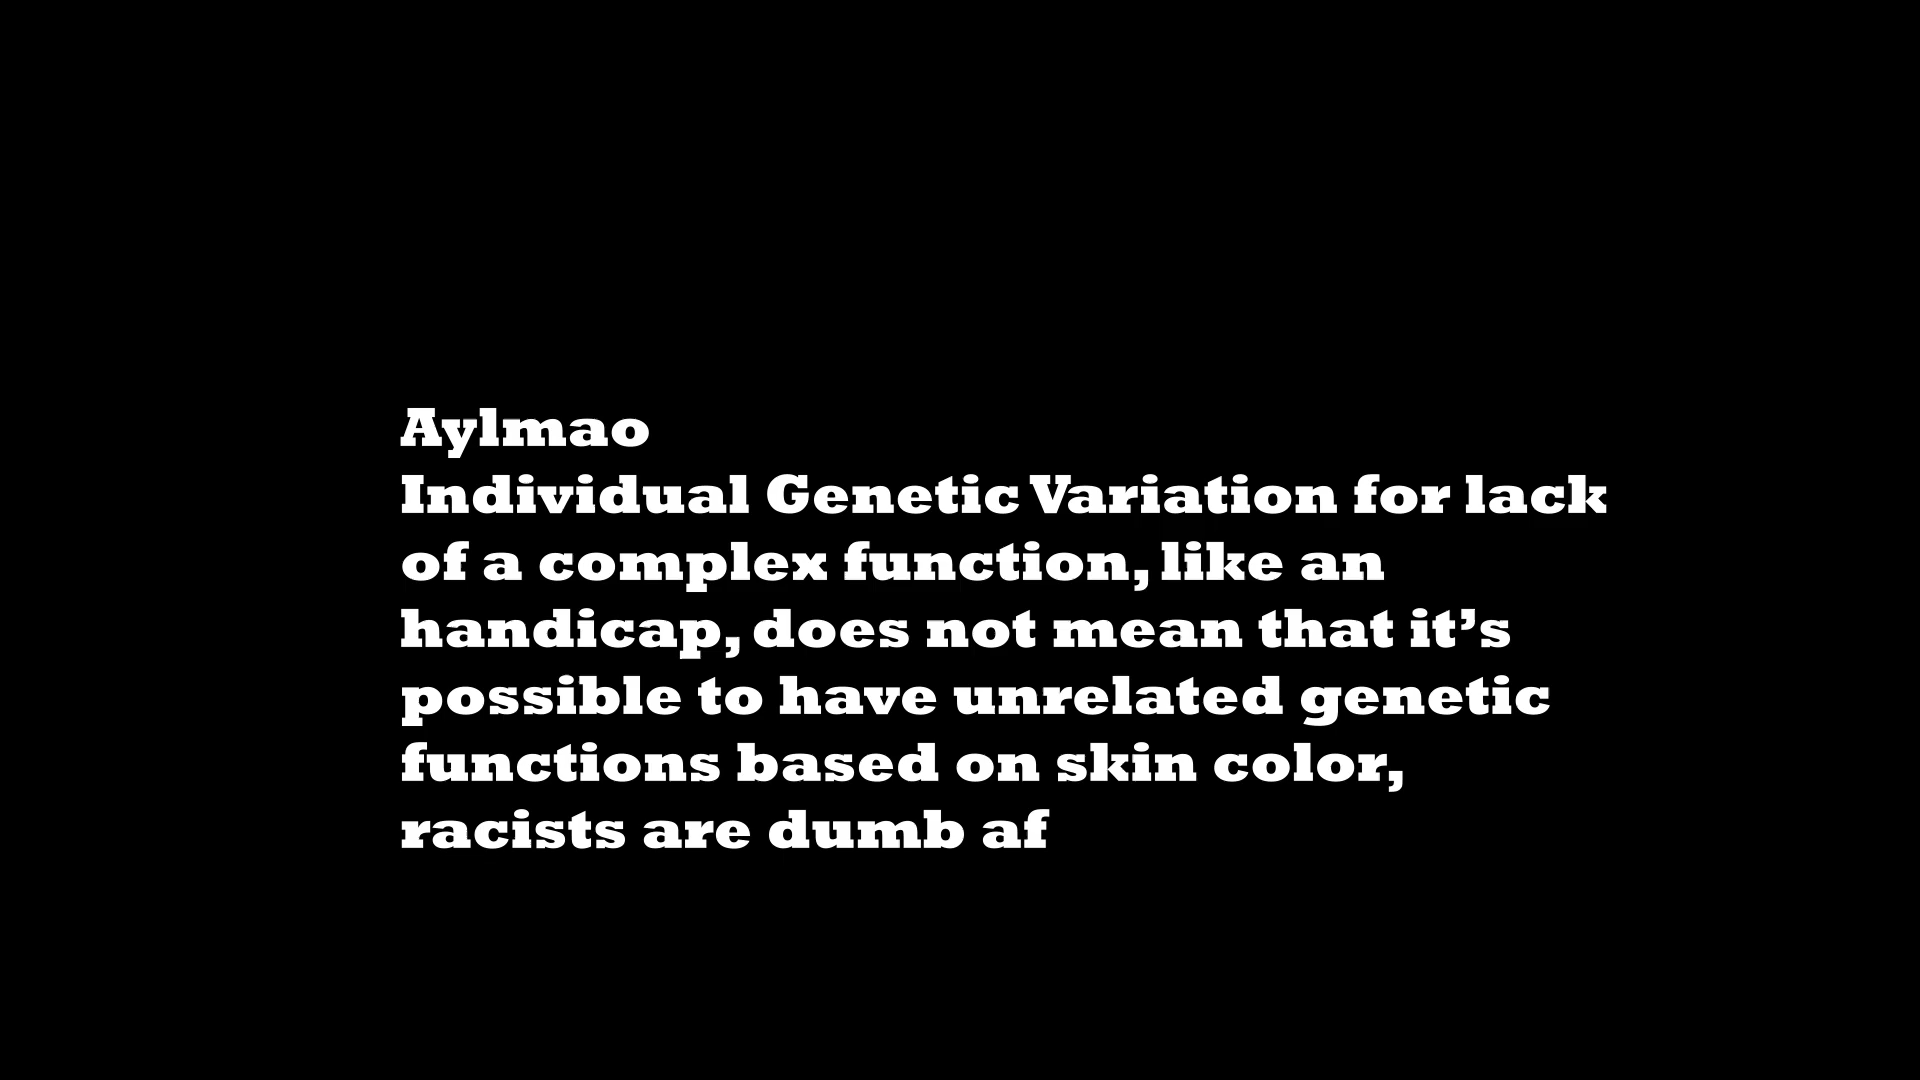 Aylmao
Individual Genetic Variation for lack
of a complex function, like an
handicap, does not mean that it’s
possible to have unrelated genetic
functions based on skin color,
racists are dumb af